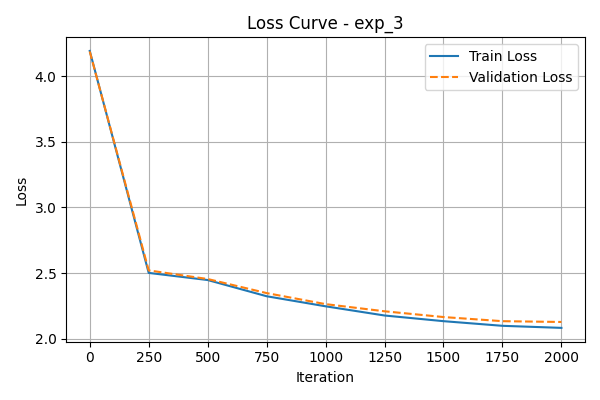 Loss Curve - exp_3
Train Loss
Validation Loss
Loss
4.0
3.5
3.0
2.5
2.0
0 250 500 750 1000 1250 1500 1750 2000
Iteration